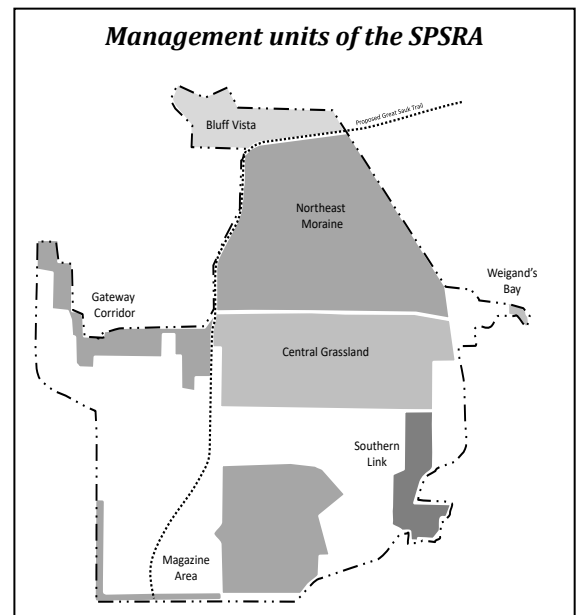 Management units of the SPSRA
Proposed Great Sauk Trail
Bluff Vista
Northeast
Moraine
Weigand's
Bay
Gateway
Corridor
Central Grassland
Southern
Link
Magazine
Area